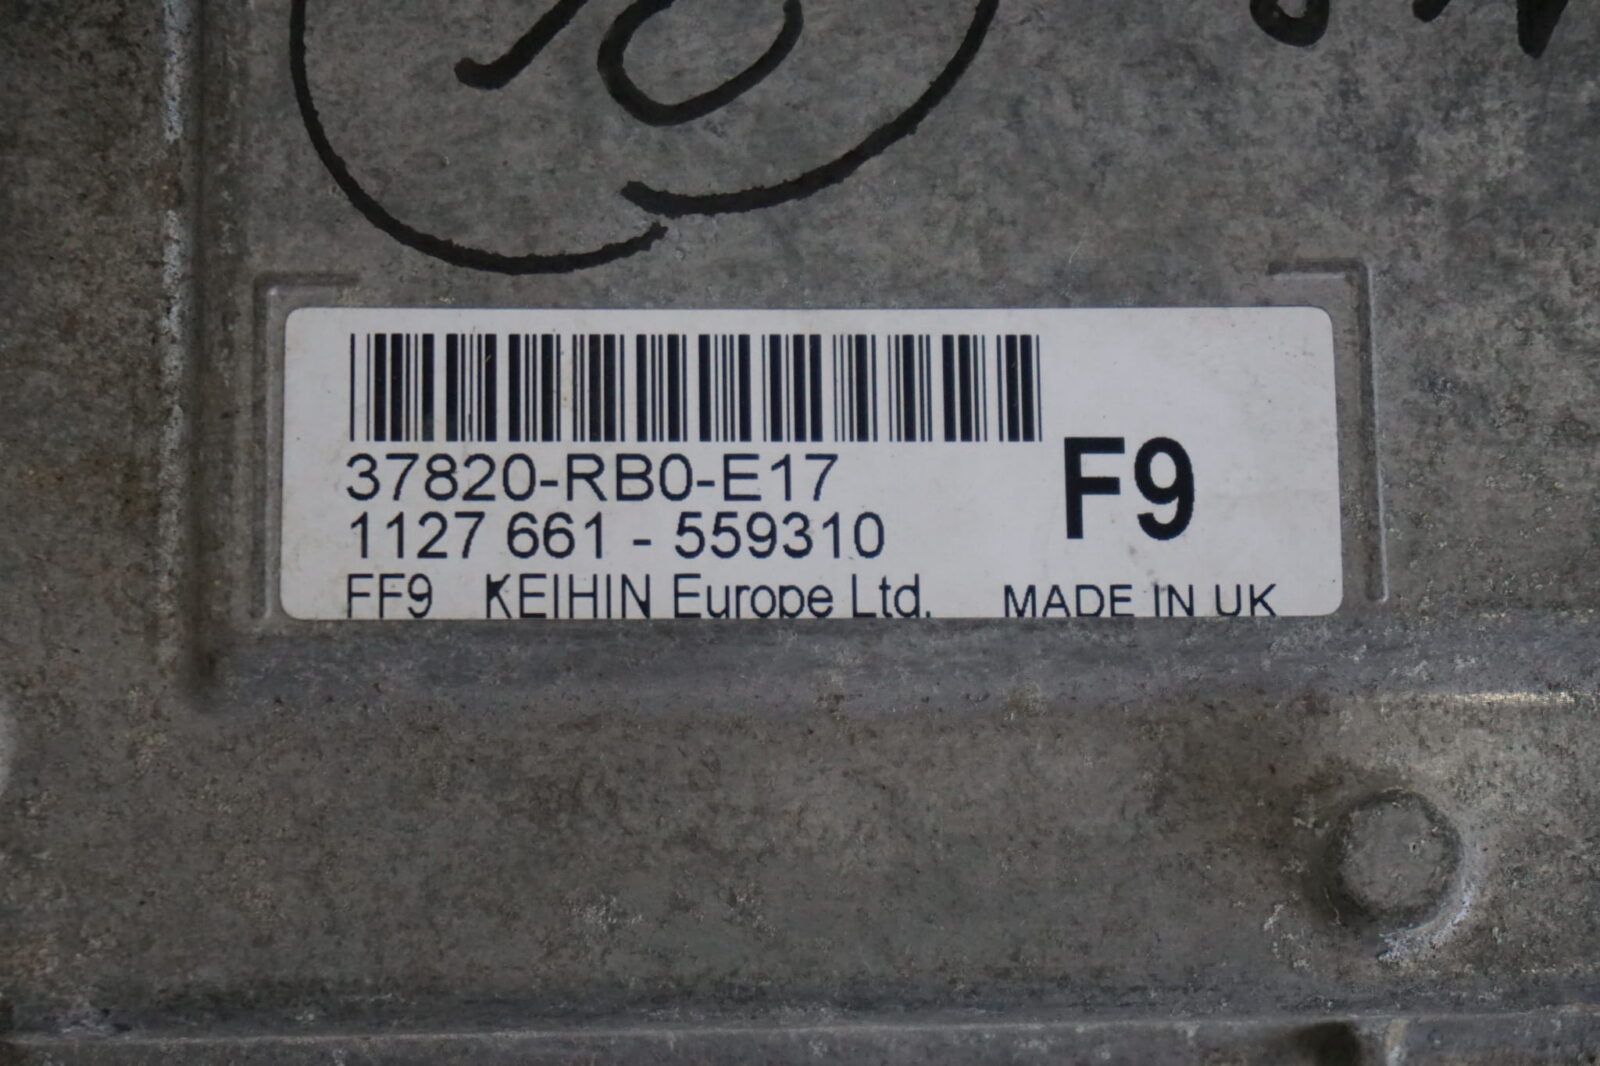 37820-RB0-E17
1127 661 - 559310
F9
FF9 KEIHIN Europe Ltd. MADE IN UK